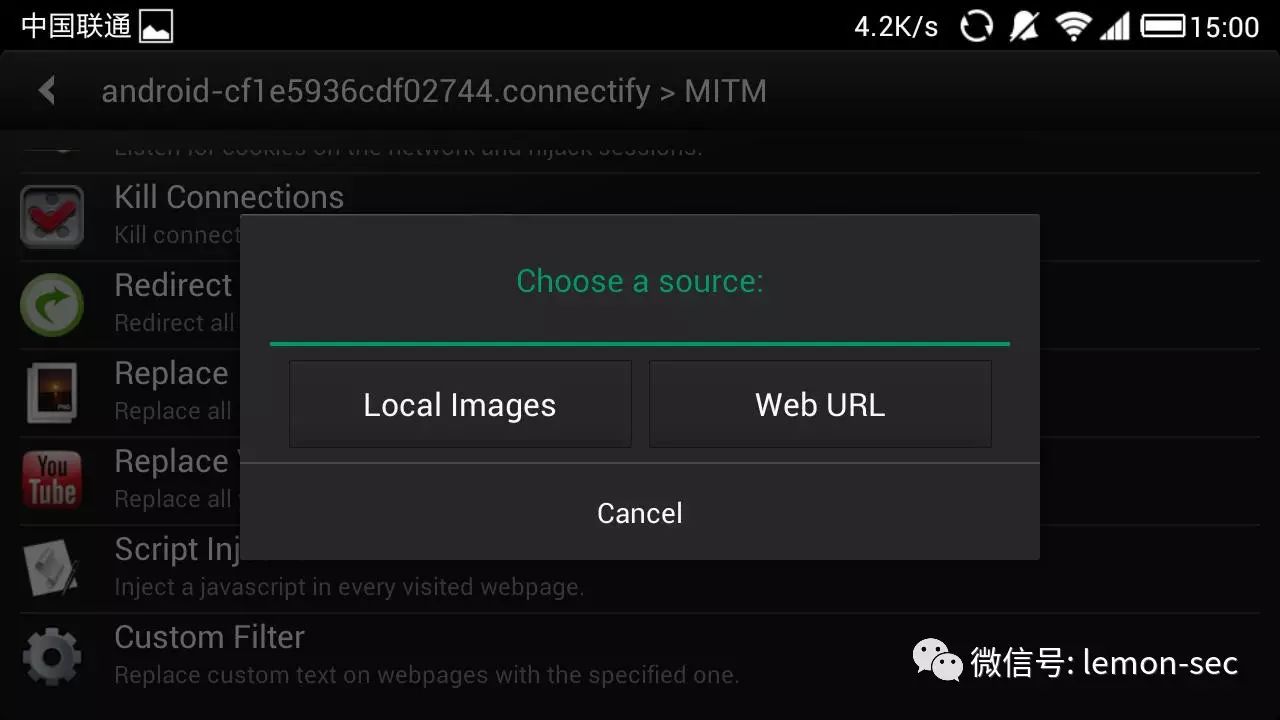 中国联通 4.2K/s 15:00
android-cf1e5936cdf02744.connectify > MITM
Listen for cookies on the network and hijack sessions.
Kill Connections
Kill connect
Redirect
Redirect all
Replace
Replace all
You Tube
Replace
Replace all
Script Inj
Inject a javascript in every visited webpage.
Custom Filter
Replace custom text on webpages with the specified one.
Choose a source:
Local Images Web URL
Cancel
PNG
微信号: lemon-sec